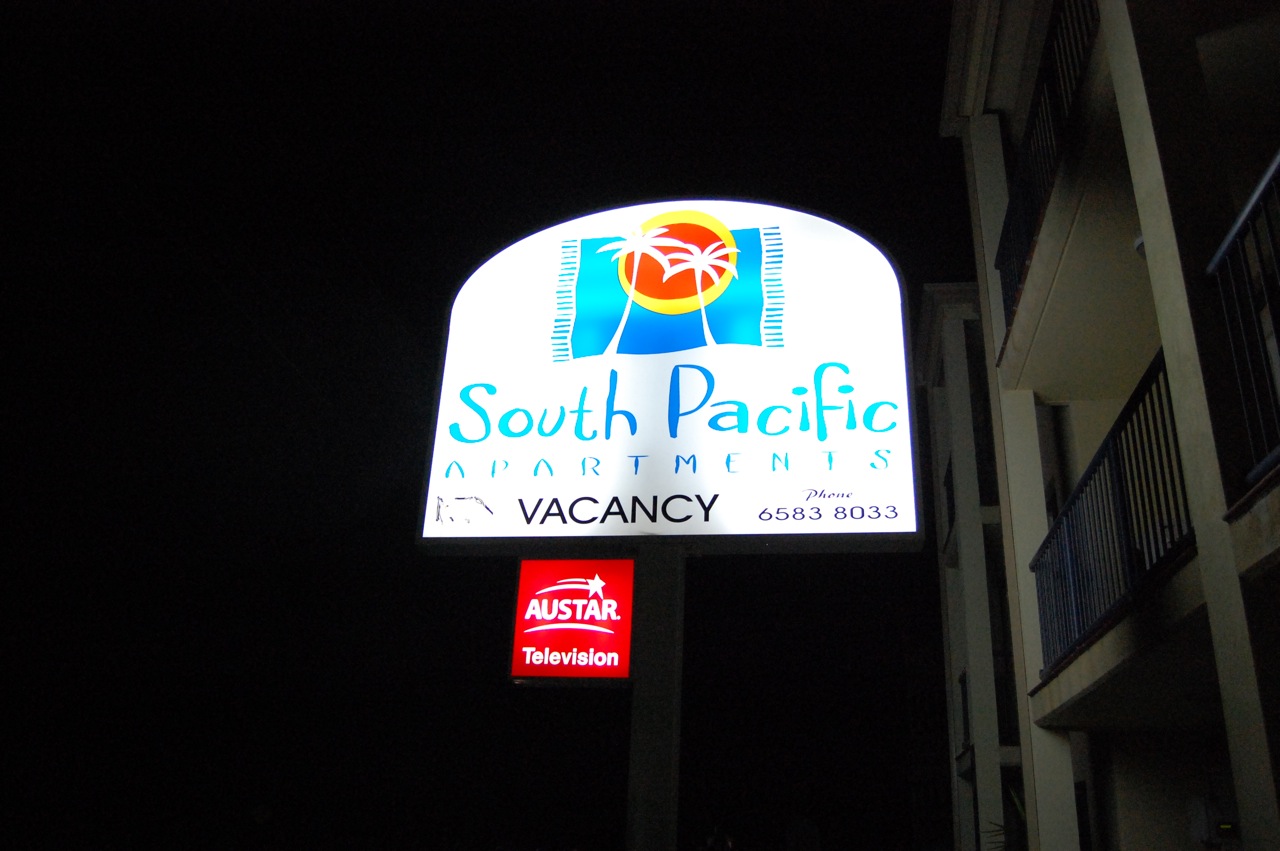 South Pacific
APARTMENTS
VACANCY
Phone
6583 8033
AUSTAR
Television